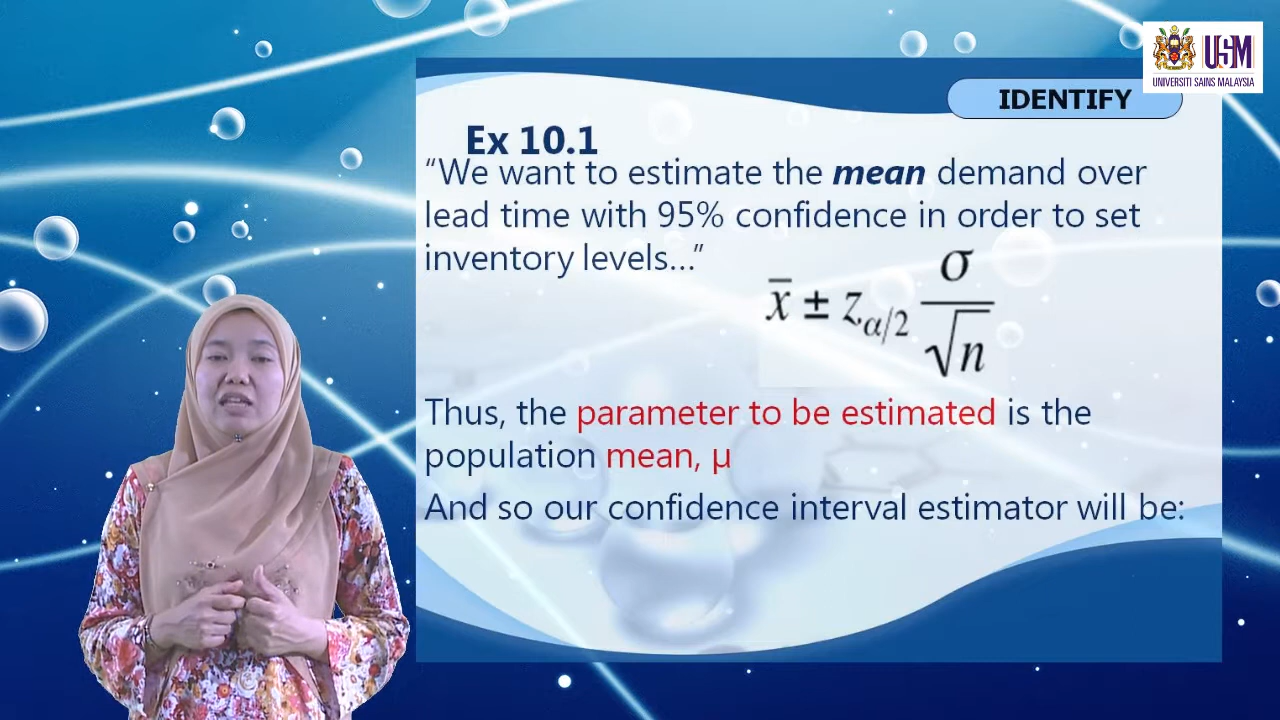 USM
UNIVERSITI SAINS MALAYSIA
IDENTIFY
Ex 10.1
“We want to estimate the mean demand over
lead time with 95% confidence in order to set
inventory levels…”
x̄ ± z_{α/2} σ/√n
Thus, the parameter to be estimated is the
population mean, µ
And so our confidence interval estimator will be: